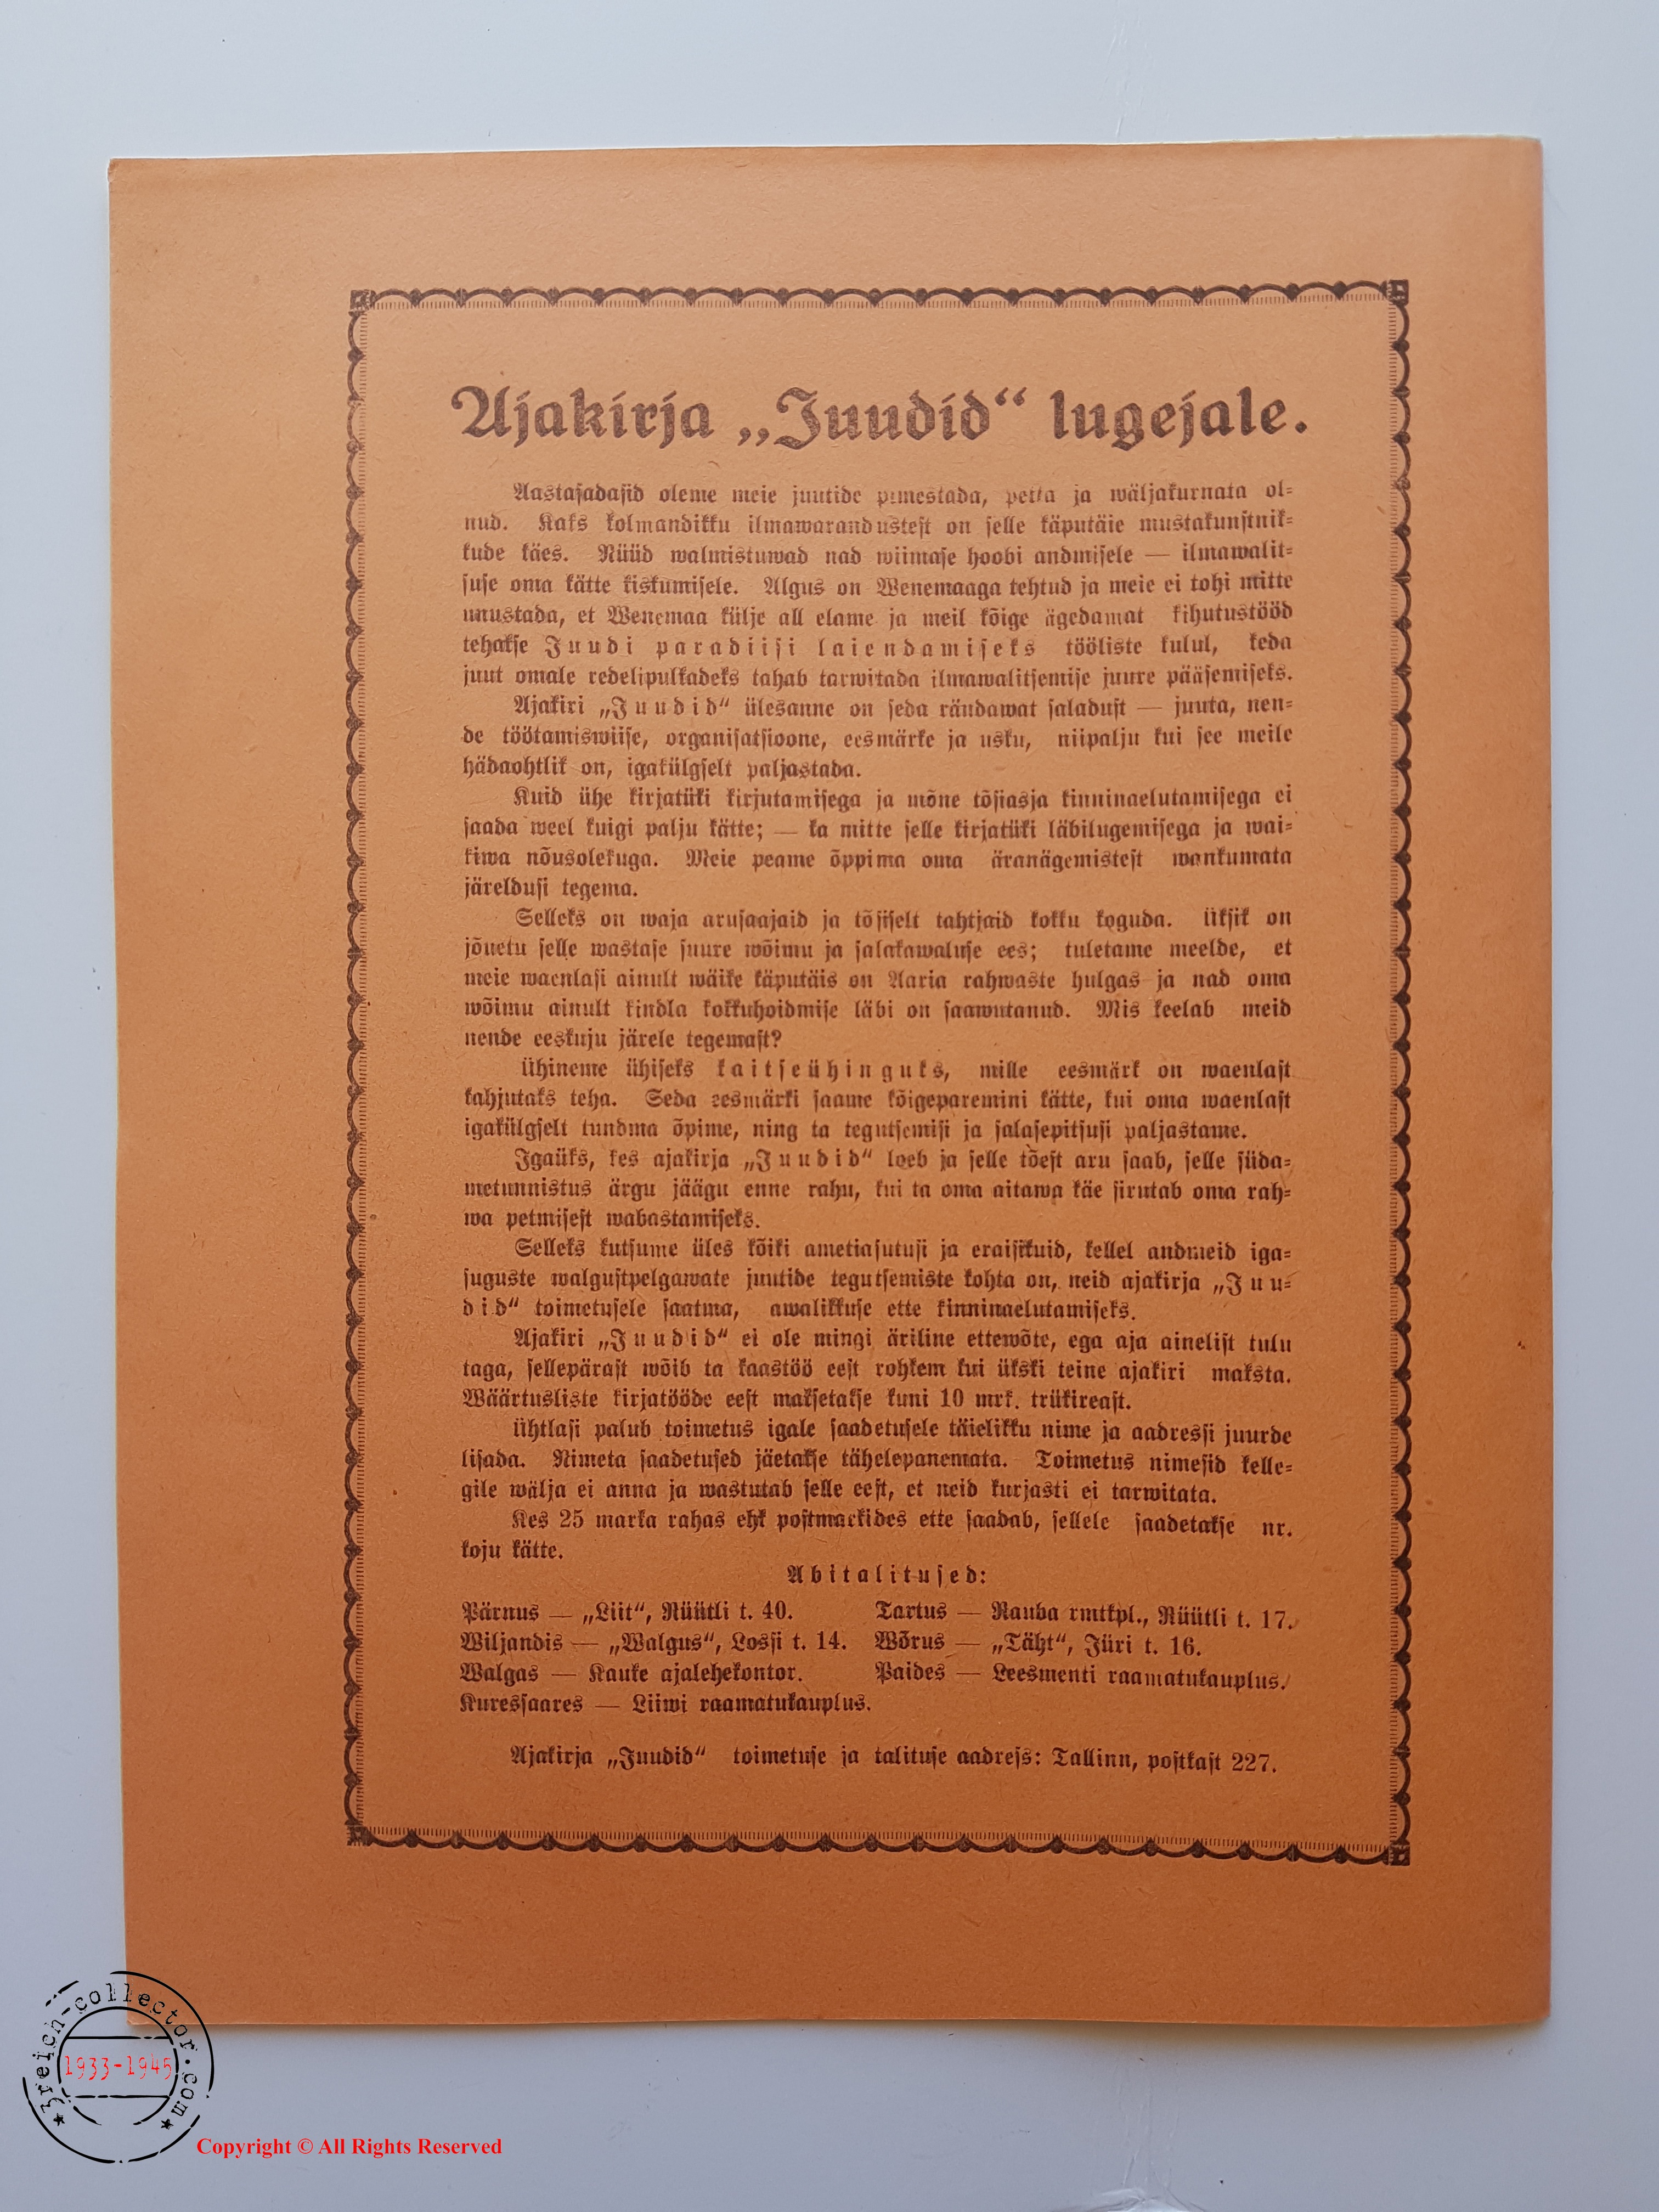 Ajakirja „Juudid“ lugejale.
Aastasadasid oleme meie juutide pimestada, petta ja wäljakurnata ol-
nud. Kaks kolmandikku ilmawarandustest on selle käputäie mustakunstnik-
kude käes. Nüüd walmistuwad nad wiimase hoobi andmisele — ilmawalit-
suse oma kätte kiskumisele. Algus on Wenemaaga tehtud ja meie ei tohi mitte
unustada, et Wenemaa külje all elame ja meil kõige ägedamat kihutustööd
tehakse Juudi paradiisi laiendamiseks tööliste kulul, keda
juut omale redelipulkadeks tahab tarwitada ilmawalitsemise juure pääsemiseks.
Ajakiri „Juudid“ ülesanne on seda rändawat saladust — juuta, nen-
de töötamiswiise, organisatsioone, eesmärke ja usku, niipalju kui see meile
hädaohtlik on, igakülgselt paljastada.
Kuid ühe kirjatüki kirjutamisega ja mõne tõsiasja kinninaelutamisega ei
saada weel kuigi palju kätte; — ka mitte selle kirjatüki läbilugemisega ja wai-
kiwa nõusolekuga. Meie peame õppima oma äranägemistest wankumata
järeldusi tegema.
Selleks on waja arusaajaid ja tõsiselt tahtjaid kokku koguda. Üksik on
jõuetu selle wastase suure wõimu ja salakawaluse ees; tuletame meelde, et
meie waenlasi ainult wäike käputäis on Aaria rahwaste hulgas ja nad oma
wõimu ainult kindla kokkuhoidmise läbi on saawutanud. Mis keelab meid
nende eeskuju järele tegemast?
Ühineme ühiseks kaitseühinguks, mille eesmärk on waenlast
kahjutaks teha. Seda eesmärki saame kõigeparemini kätte, kui oma waenlast
igakülgselt tundma õpime, ning ta tegutsemisi ja salasepitsusi paljastame.
Igaüks, kes ajakirja „Juudid“ loeb ja selle tõest aru saab, selle süda-
metunnistus ärgu jäägu enne rahu, kui ta oma aitawa käe sirutab oma rah-
wa petmisest wabastamiseks.
Selleks kutsume üles kõiki ametiasutusi ja eraisikuid, kellel andmeid iga-
suguste walgustpelgawate juutide tegutsemiste kohta on, neid ajakirja „Juu-
did“ toimetusele saatma, awalikkuse ette kinninaelutamiseks.
Ajakiri „Juudid“ ei ole mingi äriline ettewõte, ega aja ainelist tulu
taga, sellepärast wõib ta kaastöö eest rohkem kui ükski teine ajakiri maksta.
Wäärtusliste kirjatööde eest maksetakse kuni 10 mrk. trükireast.
Ühtlasi palub toimetus igale saadetusele täielikku nime ja aadressi juurde
lisada. Nimeta saadetused jäetakse tähelepanemata. Toimetus nimesid kelle-
gile wälja ei anna ja wastutab selle eest, et neid kurjasti ei tarwitata.
Kes 25 marka rahas ehk postmarkides ette saadab, sellele saadetakse nr.
koju kätte.
Abitalitused:
Pärnus — „Liit“, Rüütli t. 40. Tartus — Rauba rmtkpl., Rüütli t. 17.
Wiljandis — „Walgus“, Lossi t. 14. Wõrus — „Täht“, Jüri t. 16.
Walgas — Kauke ajalehekontor. Paides — Leesmenti raamatukauplus.
Kuressaares — Liiwi raamatukauplus.
Ajakirja „Juudid“ toimetuse ja talituse aadress: Tallinn, postkast 227.
*3reich-collector.com*
1933-1945
Copyright © All Rights Reserved